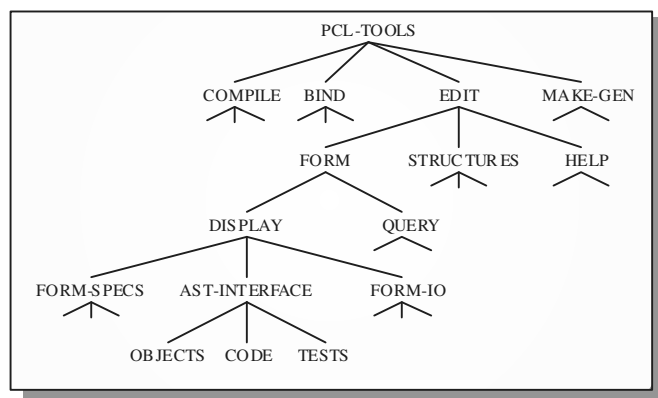 PCL-TOOLS
COMPILE BIND EDIT MAKE-GEN
FORM STRUCTURES HELP
DISPLAY QUERY
FORM-SPECS AST-INTERFACE FORM-IO
OBJECTS CODE TESTS